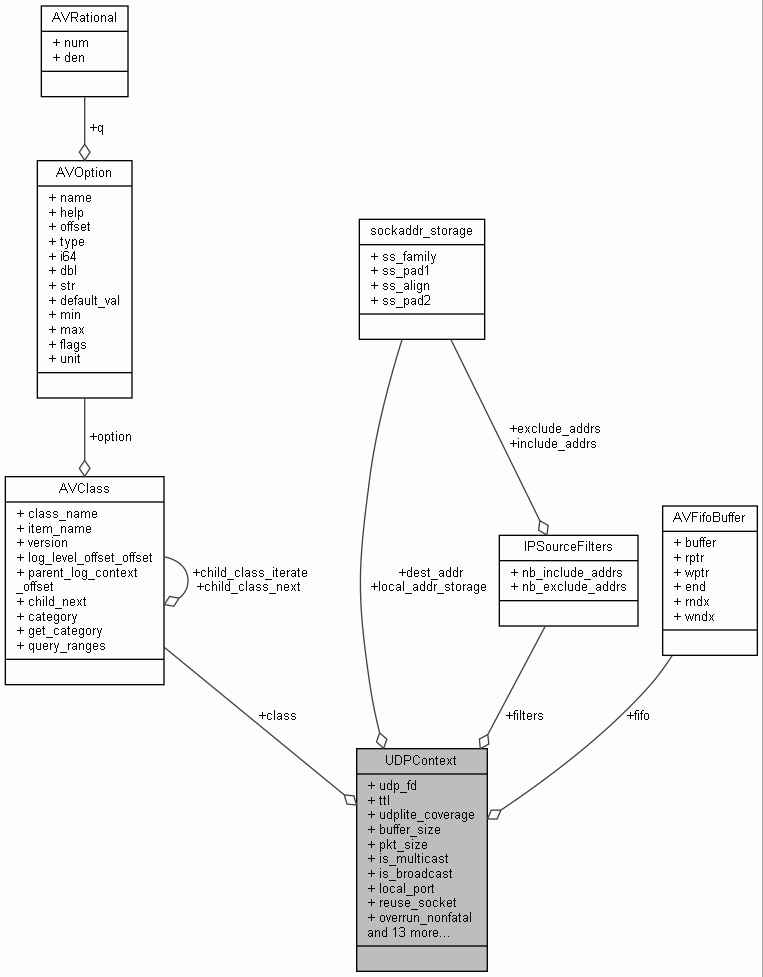 AVRational
+ num
+ den
+q
AVOption
+ name
+ help
+ offset
+ type
+ i64
+ dbl
+ str
+ default_val
+ min
+ max
+ flags
+ unit
+option
AVClass
+ class_name
+ item_name
+ version
+ log_level_offset_offset
+ parent_log_context
_offset
+ child_next
+ category
+ get_category
+ query_ranges
+child_class_iterate
+child_class_next
+class
sockaddr_storage
+ ss_family
+ ss_pad1
+ ss_align
+ ss_pad2
+exclude_addrs
+include_addrs
+dest_addr
+local_addr_storage
IPSourceFilters
+ nb_include_addrs
+ nb_exclude_addrs
+filters
AVFifoBuffer
+ buffer
+ rptr
+ wptr
+ end
+ rndx
+ wndx
+fifo
UDPContext
+ udp_fd
+ ttl
+ udplite_coverage
+ buffer_size
+ pkt_size
+ is_multicast
+ is_broadcast
+ local_port
+ reuse_socket
+ overrun_nonfatal
and 13 more...